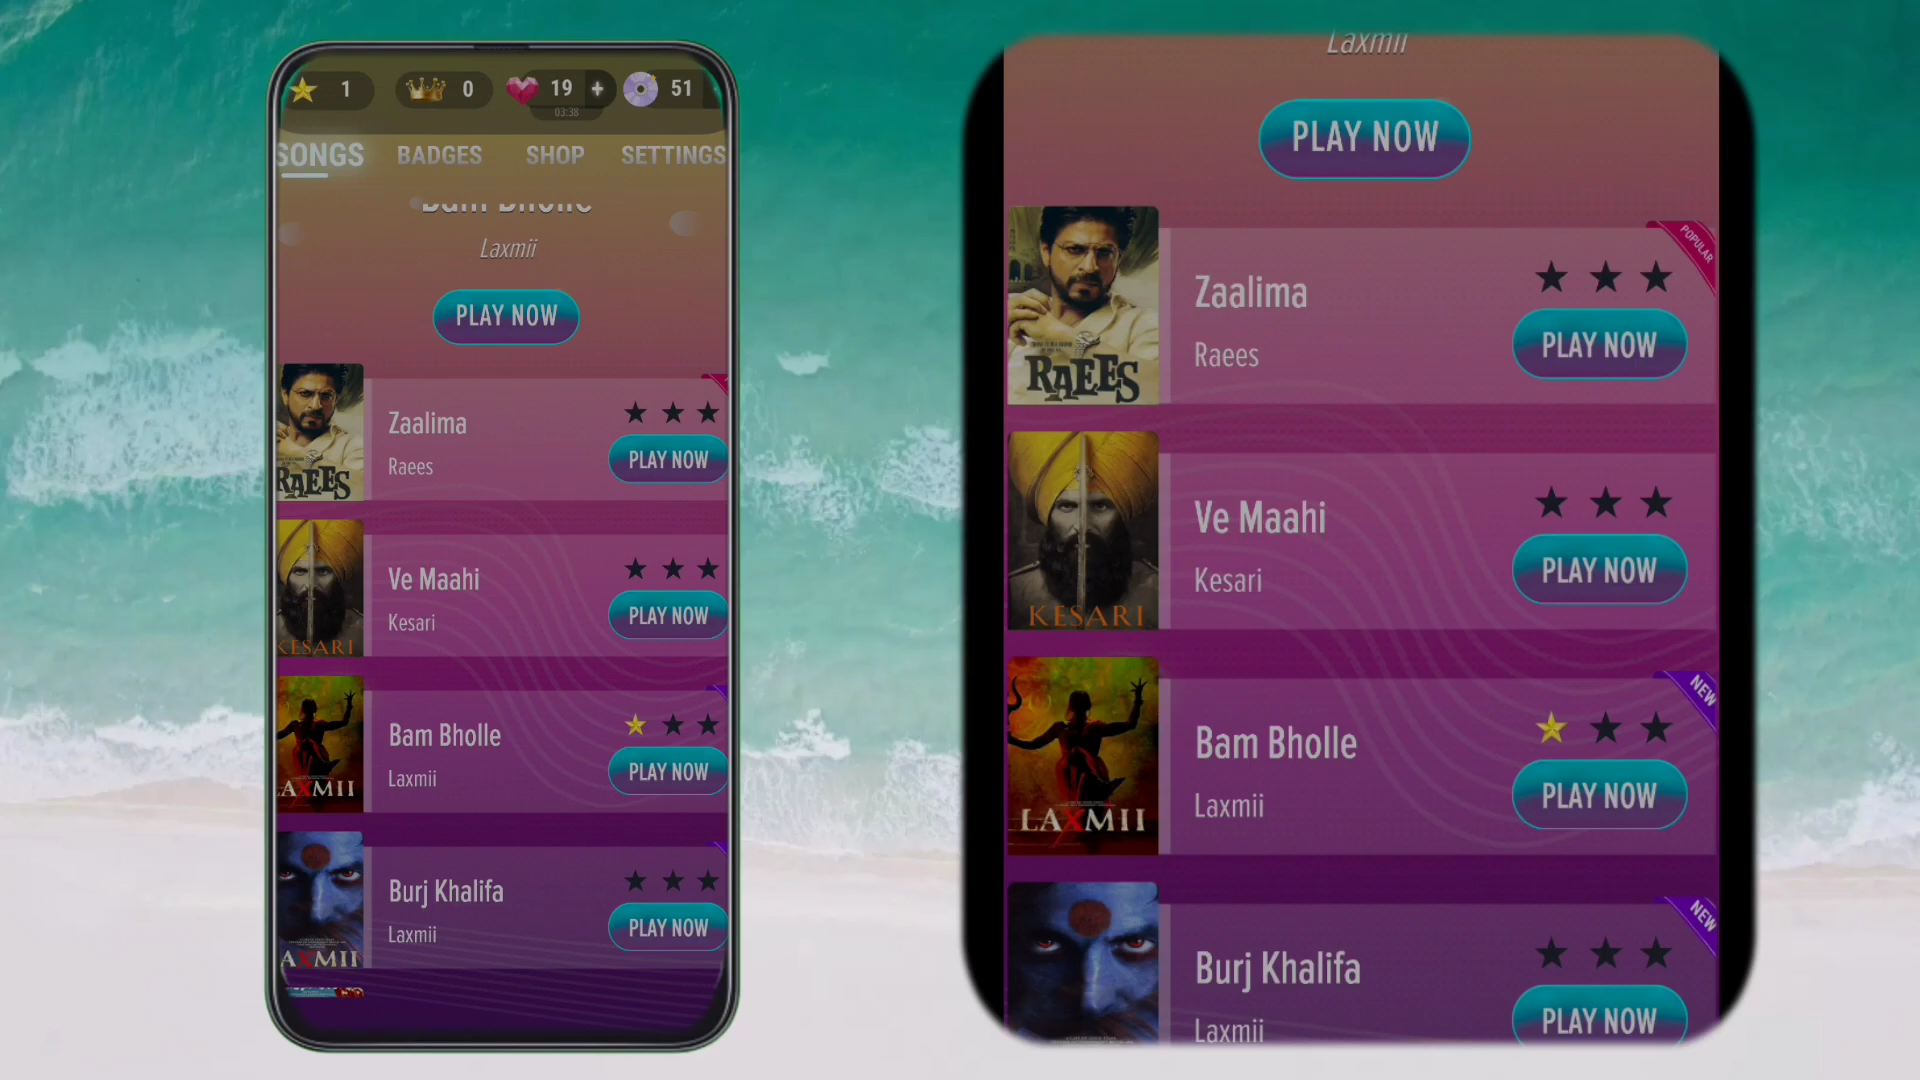 1
0
19
03:38
51
SONGS
BADGES
SHOP
SETTINGS
Bam Bholle
Laxmii
PLAY NOW
RAEES
Zaalima
Raees
PLAY NOW
KESARI
Ve Maahi
Kesari
PLAY NOW
LAXMII
Bam Bholle
Laxmii
PLAY NOW
LAXMII
Burj Khalifa
Laxmii
PLAY NOW
Laxmii
PLAY NOW
RAEES
Zaalima
Raees
POPULAR
PLAY NOW
KESARI
Ve Maahi
Kesari
PLAY NOW
LAXMII
Bam Bholle
Laxmii
NEW
PLAY NOW
Burj Khalifa
Laxmii
NEW
PLAY NOW